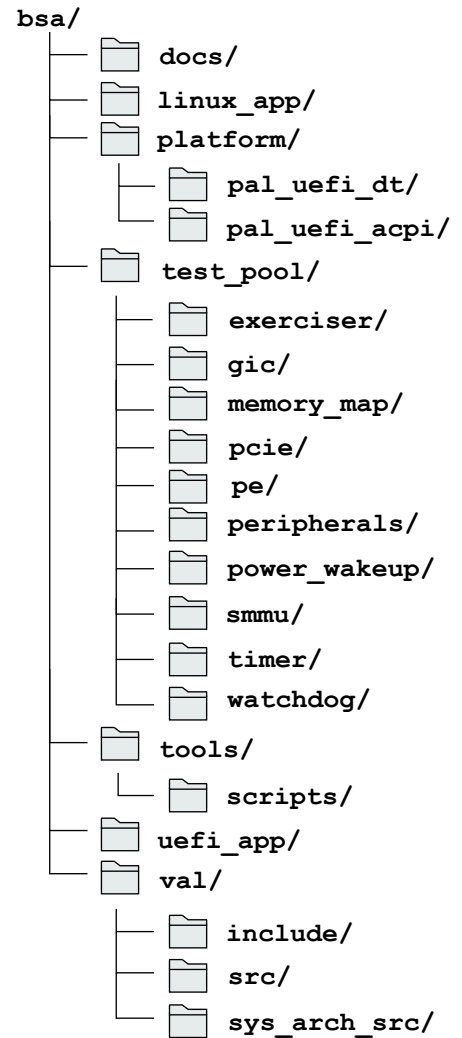 bsa/
docs/
linux_app/
platform/
pal_uefi_dt/
pal_uefi_acpi/
test_pool/
exerciser/
gic/
memory_map/
pcie/
pe/
peripherals/
power_wakeup/
smmu/
timer/
watchdog/
tools/
scripts/
uefi_app/
val/
include/
src/
sys_arch_src/